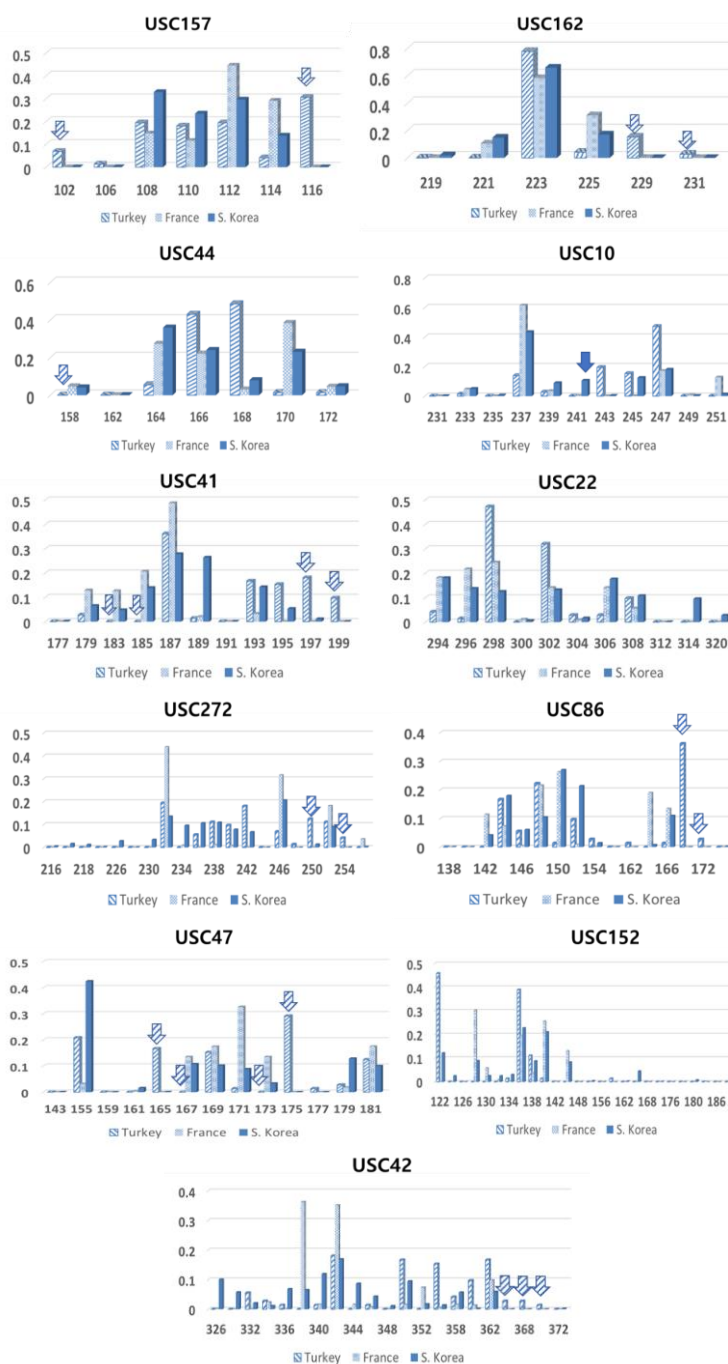 USC157
0.5
0.4
0.3
0.2
0.1
0
102 106 108 110 112 114 116
Turkey France S. Korea
USC162
0.8
0.6
0.4
0.2
0
219 221 223 225 229 231
Turkey France S. Korea
USC44
0.6
0.4
0.2
0
158 162 164 166 168 170 172
Turkey France S. Korea
USC10
0.8
0.6
0.4
0.2
0
231 233 235 237 239 241 243 245 247 249 251
Turkey France S. Korea
USC41
0.5
0.4
0.3
0.2
0.1
0
177 179 183 185 187 189 191 193 195 197 199
Turkey France S. Korea
USC22
0.5
0.4
0.3
0.2
0.1
0
294 296 298 300 302 304 306 308 312 314 320
Turkey France S. Korea
USC272
0.5
0.4
0.3
0.2
0.1
0
216 218 226 230 234 238 242 246 250 254
Turkey France S. Korea
USC86
0.4
0.3
0.2
0.1
0
138 142 146 150 154 162 166 172
Turkey France S. Korea
USC47
0.5
0.4
0.3
0.2
0.1
0
143 155 159 161 165 167 169 171 173 175 177 179 181
Turkey France S. Korea
USC152
0.5
0.4
0.3
0.2
0.1
0
122 126 130 134 138 142 148 156 162 168 176 180 186
Turkey France S. Korea
USC42
0.4
0.3
0.2
0.1
0
326 332 336 340 344 348 352 358 362 368 372
Turkey France S. Korea